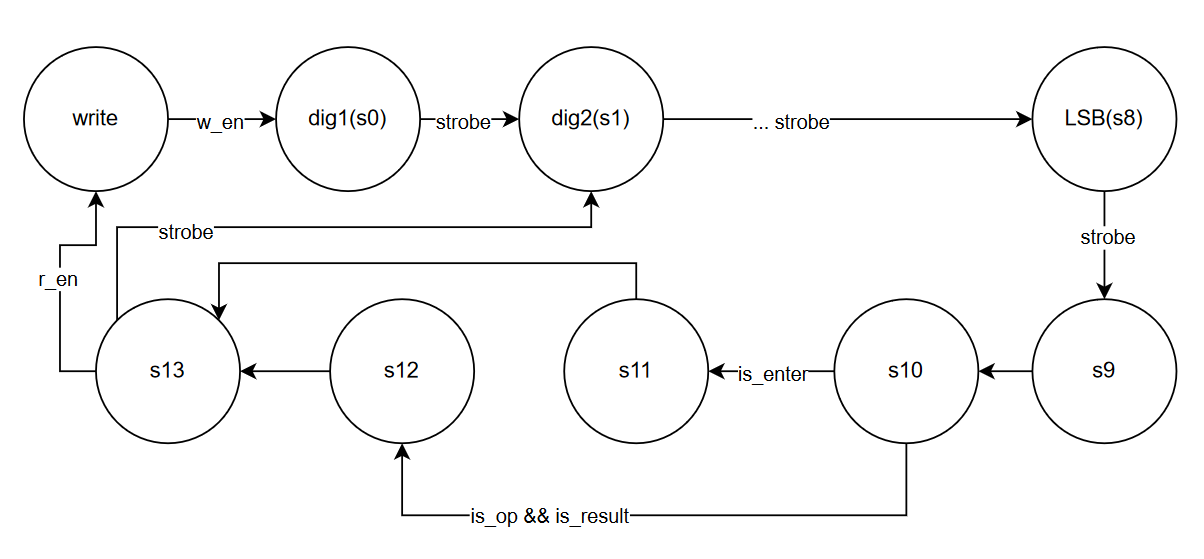 write
w_en
dig1(s0)
strobe
dig2(s1)
... strobe
LSB(s8)
strobe
strobe
r_en
s13
s12
s11
is_enter
s10
s9
is_op && is_result